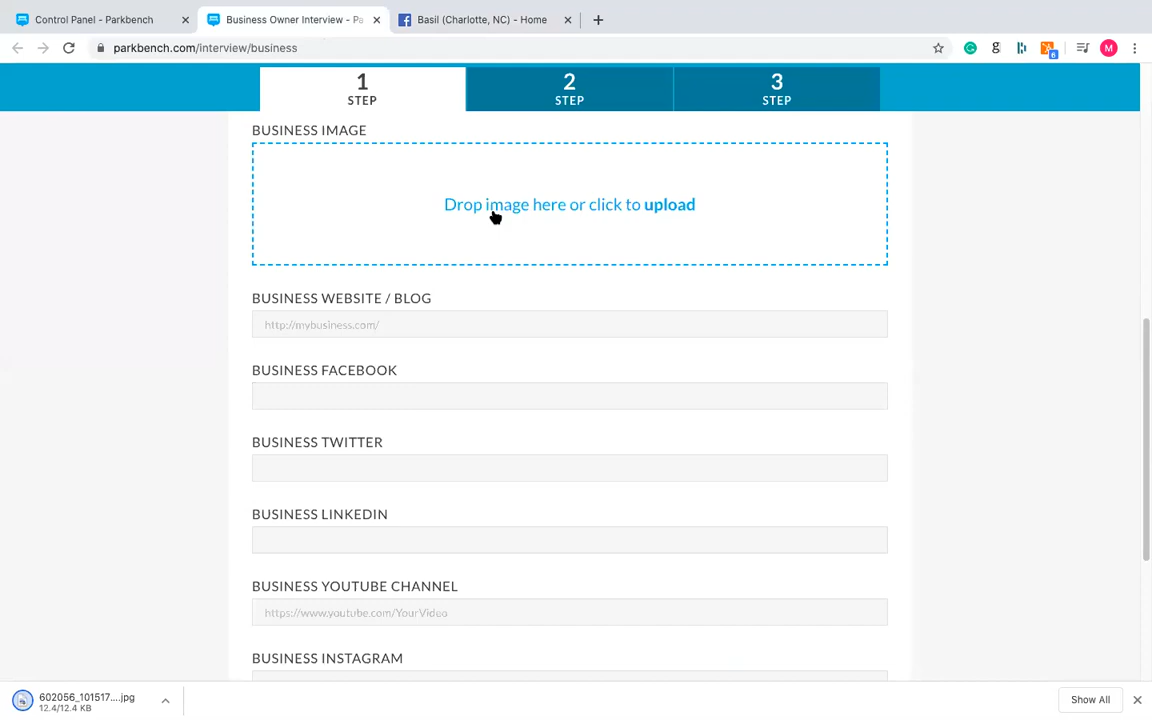 Control Panel - Parkbench
Business Owner Interview - Pa
Basil (Charlotte, NC) - Home
parkbench.com/interview/business
6
M
1
STEP
2
STEP
3
STEP
BUSINESS IMAGE
Drop image here or click to upload
BUSINESS WEBSITE / BLOG
http://mybusiness.com/
BUSINESS FACEBOOK
BUSINESS TWITTER
BUSINESS LINKEDIN
BUSINESS YOUTUBE CHANNEL
https://www.youtube.com/YourVideo
BUSINESS INSTAGRAM
602056_101517....jpg
12.4/12.4 KB
Show All